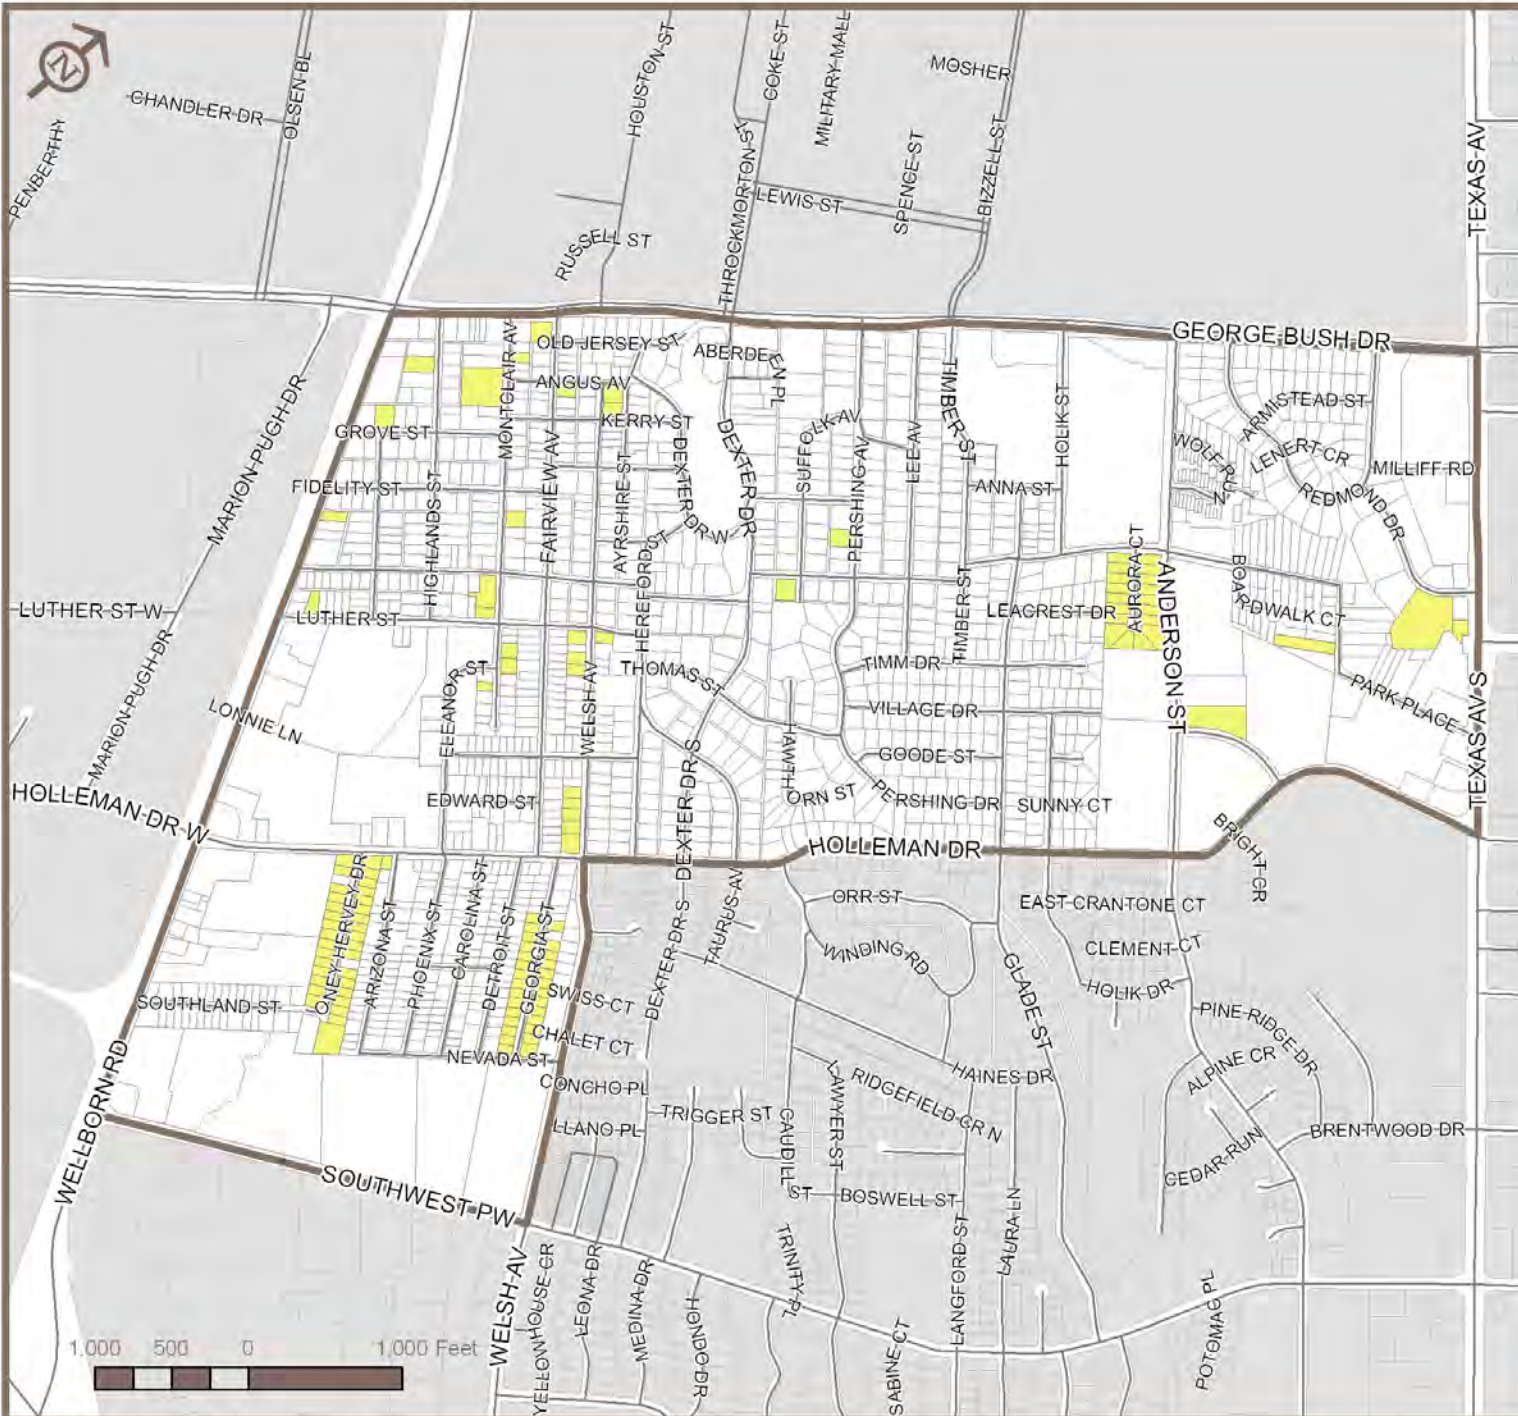 N
CHANDLER DR
OLSEN BL
PENBERTHY
HOUSTON ST
COKE ST
MILITARY MALL
MOSHER
BIZZELL ST
SPENCE ST
LEWIS ST
THROCKMORTON ST
RUSSELL ST
TEXAS AV
GEORGE BUSH DR
MARION PUGH DR
MONTCLAIR AV
OLD JERSEY ST
ANGUS AV
KERRY ST
ABERDEEN PL
GROVE ST
FIDELITY ST
HIGHLANDS ST
FAIRVIEW AV
AYRSHIRE ST
DEXTER DR W
DEXTER DR
SUFFOLK AV
PERSHING AV
LEE AV
TIMBER ST
ANNA ST
HOLIK ST
WOLF RUN
ARMISTEAD ST
LENERT CR
REDMOND DR
MILLIFF RD
LUTHER ST W
MARION PUGH DR
LUTHER ST
HEREFORD ST
TIMBER ST
LEACREST DR
AURORA CT
ANDERSON ST
BOARDWALK CT
ELEANOR ST
WELSH AV
THOMAS ST
TIMM DR
VILLAGE DR
GOODE ST
PERSHING DR
SUNNY CT
HAWTHORN ST
PARK PLACE
TEXAS AV S
LONNIE LN
EDWARD ST
DEXTER DR S
HOLLEMAN DR W
HOLLEMAN DR
BRIGHT CR
ONEY HERVEY DR
ARIZONA ST
PHOENIX ST
CAROLINA ST
DETROIT ST
GEORGIA ST
SOUTHLAND ST
NEVADA ST
SWISS CT
CHALET CT
CONCHO PL
LLANO PL
DEXTER DR S
TAURUS AV
ORR ST
WINDING RD
GLADE ST
EAST CRANTONE CT
CLEMENT CT
HOLIK DR
PINE RIDGE DR
ALPINE CR
BRENTWOOD DR
CEDAR RUN
HAINES DR
RIDGEFIELD CR N
TRIGGER ST
CAUDILL ST
LAWYER ST
BOSWELL ST
LANGFORD ST
LAURA LN
WELLBORN RD
SOUTHWEST PW
WELSH AV
YELLOWHOUSE CR
LEONA DR
MEDINA DR
HONDO DR
TRINITY PL
SABINE CT
POTOMAC PL
1,000 500 0 1,000 Feet